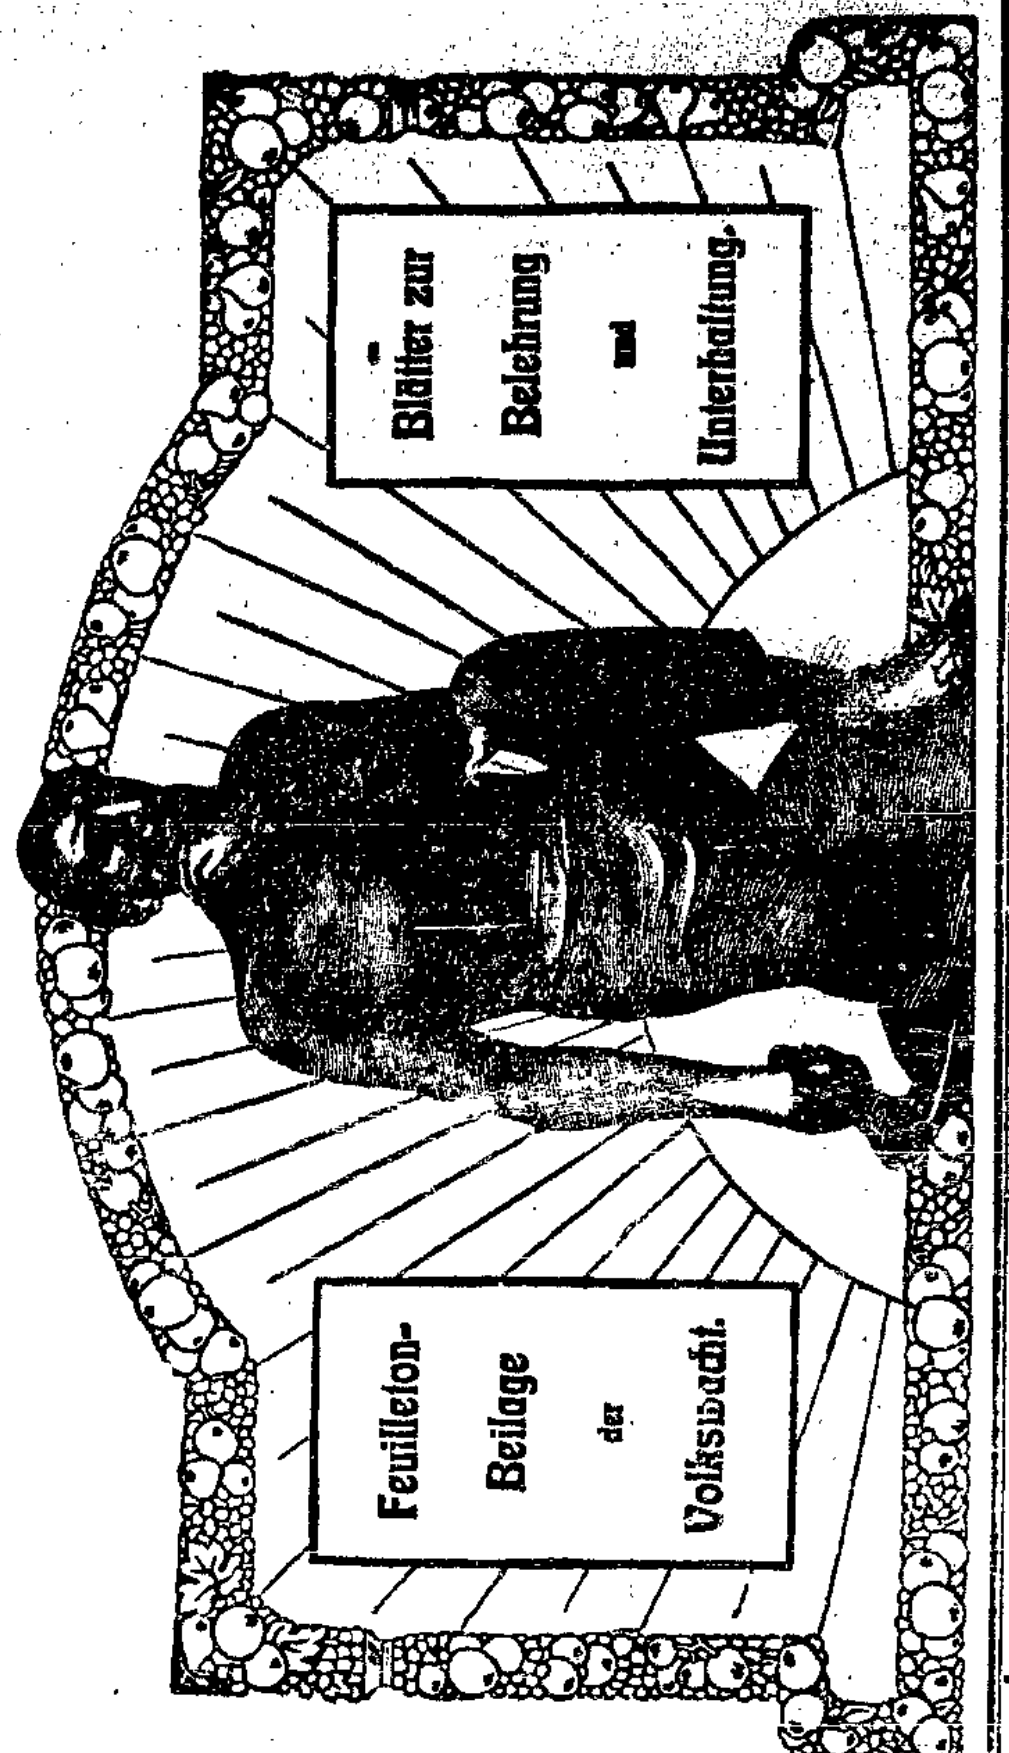 Feuilleton-
Beilage
der
Volkswacht.
Blätter zur
Belehrung
und
Unterhaltung.